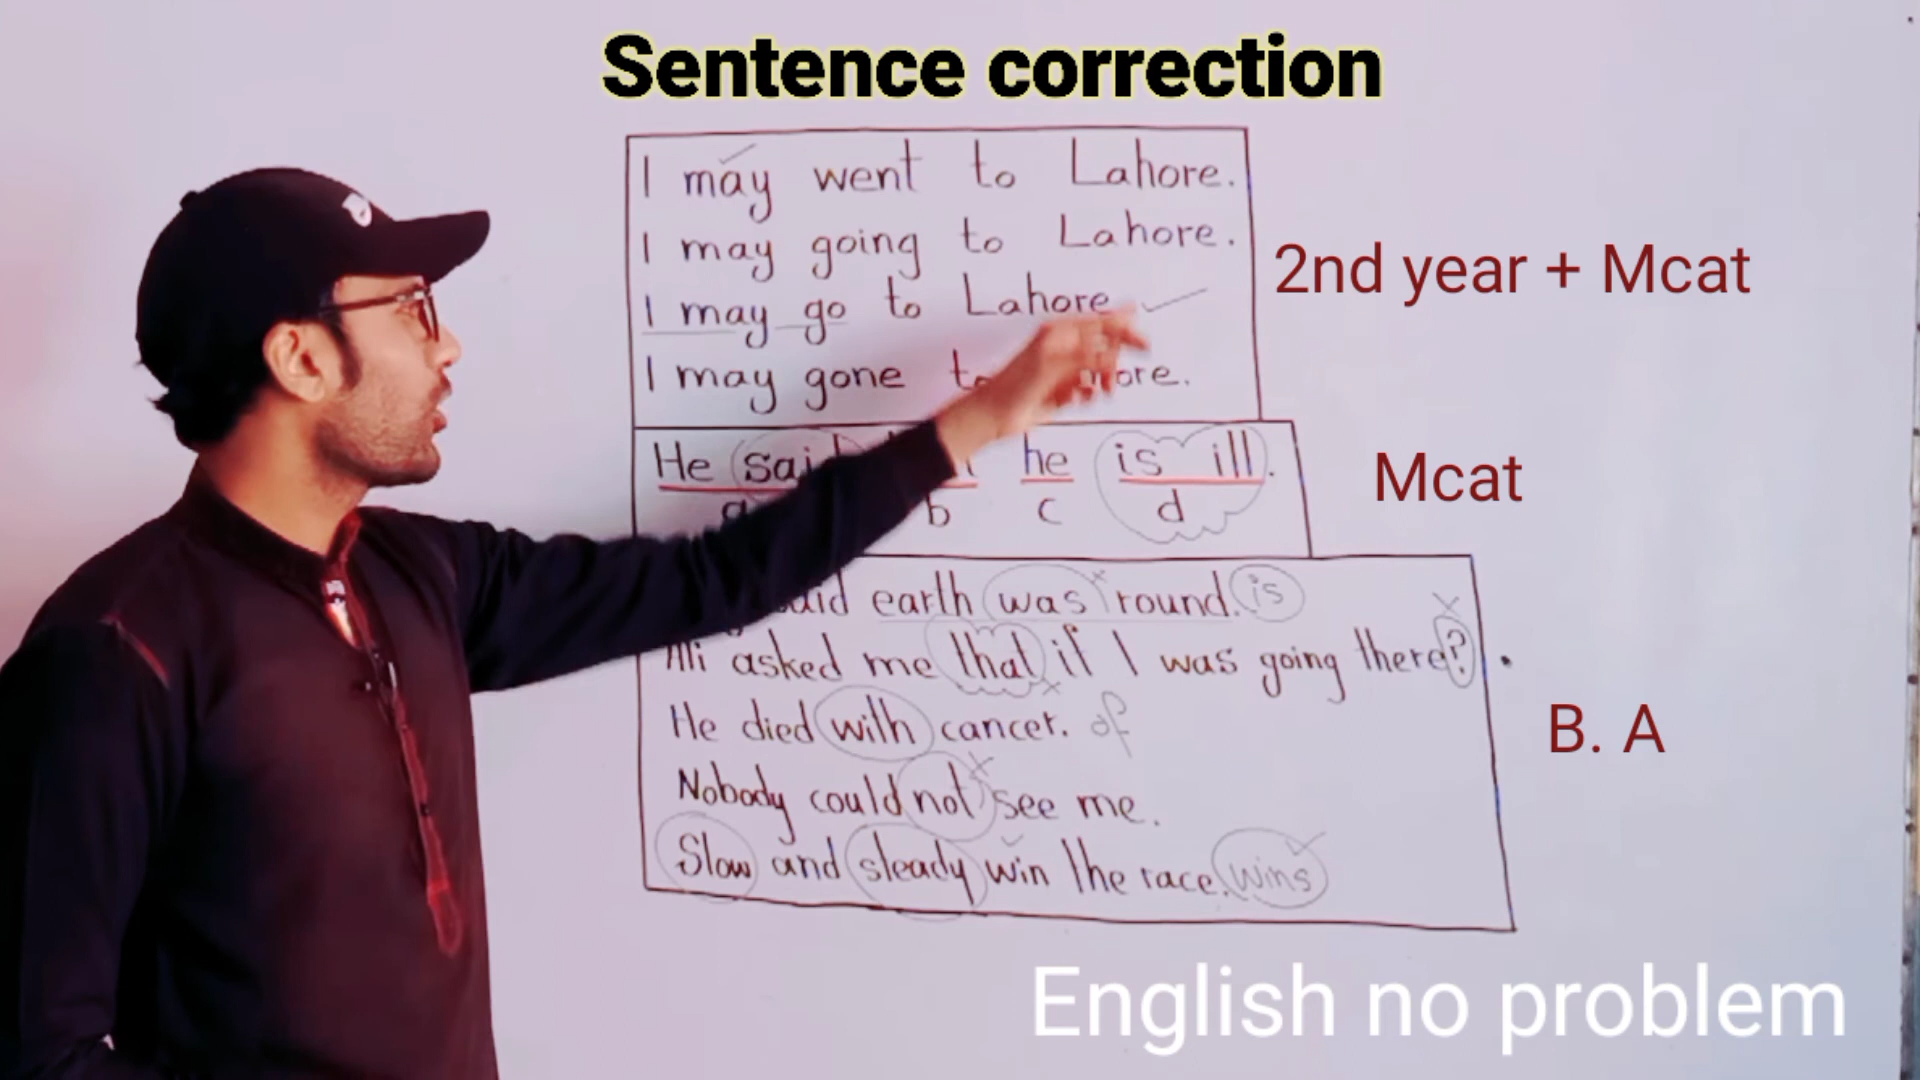 Sentence correction
I may went to Lahore.
I may going to Lahore.
I may go to Lahore
I may gone
2nd year + Mcat
He he is ill.
b c d
Mcat
earth was round. is
Ali asked me that if I was going there? .
He died with cancer. of
Nobody could not see me.
Slow and steady win the race. wins
B. A
English no problem